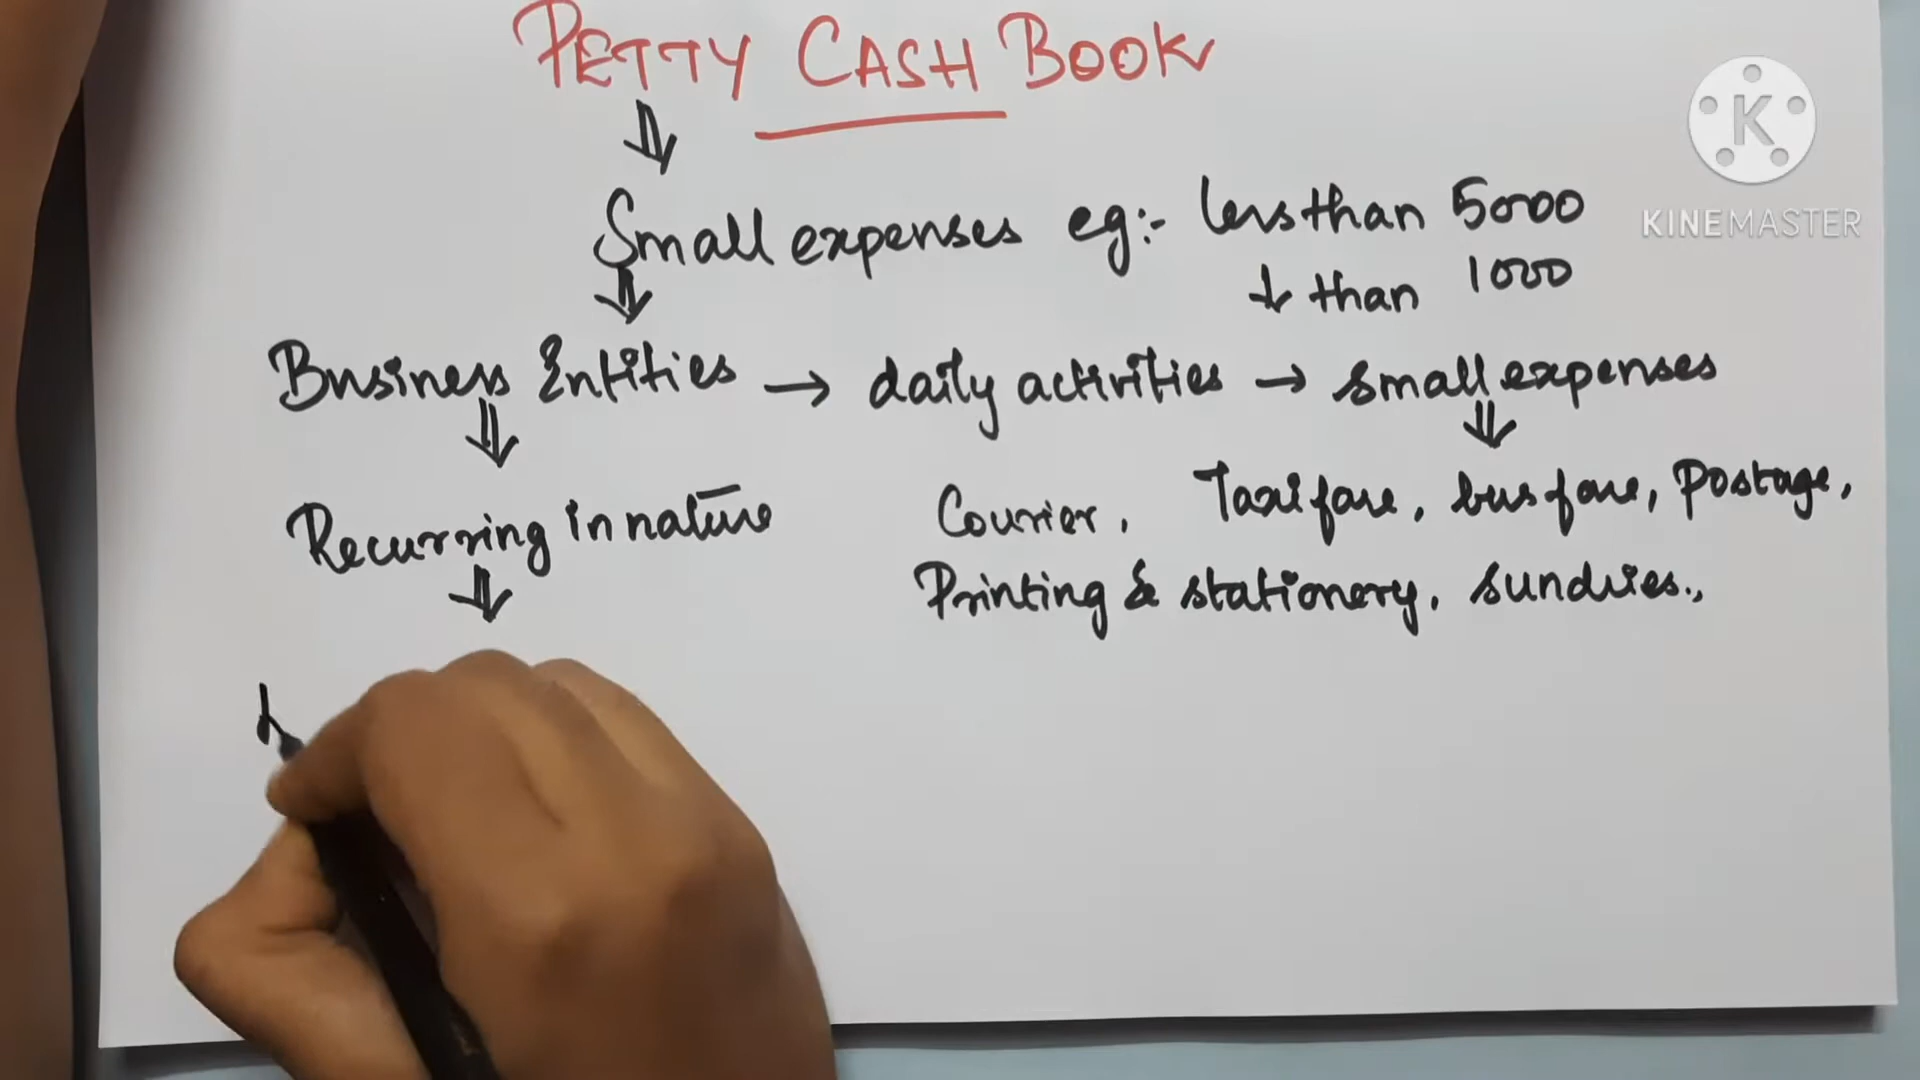 PETTY CASH BOOK
Small expenses eg:- less than 5000
↓ than 1000
Business Entities → daily activities → small expenses
Recurring in nature
Courier, Taxi fare, bus fare, Postage,
Printing & stationery, sundries.,
K
KINEMASTER